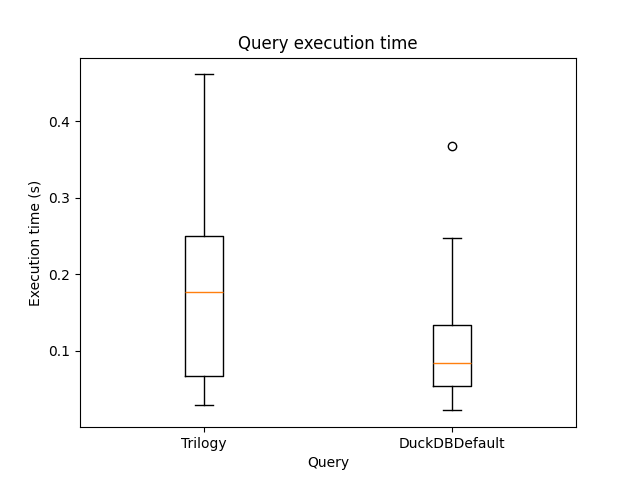 Query execution time
Execution time (s)
0.4
0.3
0.2
0.1
Trilogy
DuckDBDefault
Query